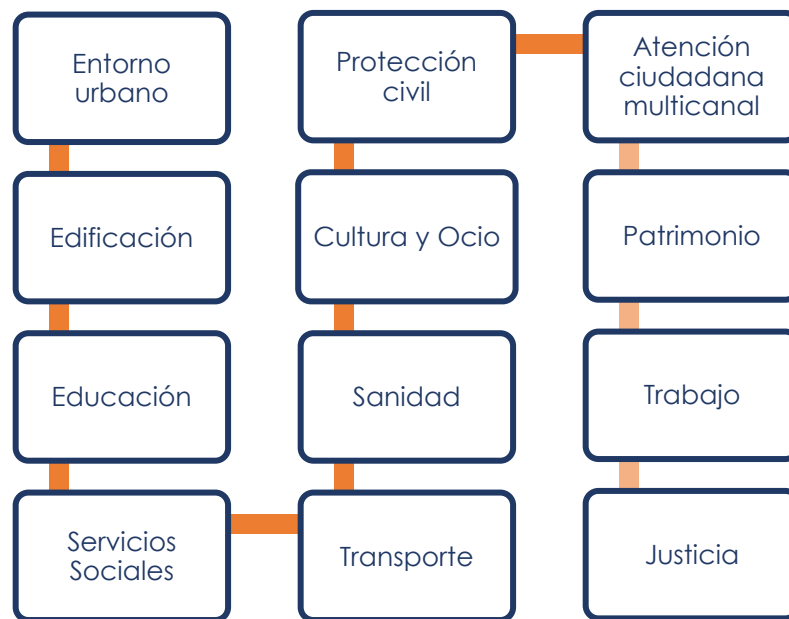 Entorno
urbano
Edificación
Educación
Servicios
Sociales
Transporte
Sanidad
Cultura y Ocio
Protección
civil
Atención
ciudadana
multicanal
Patrimonio
Trabajo
Justicia